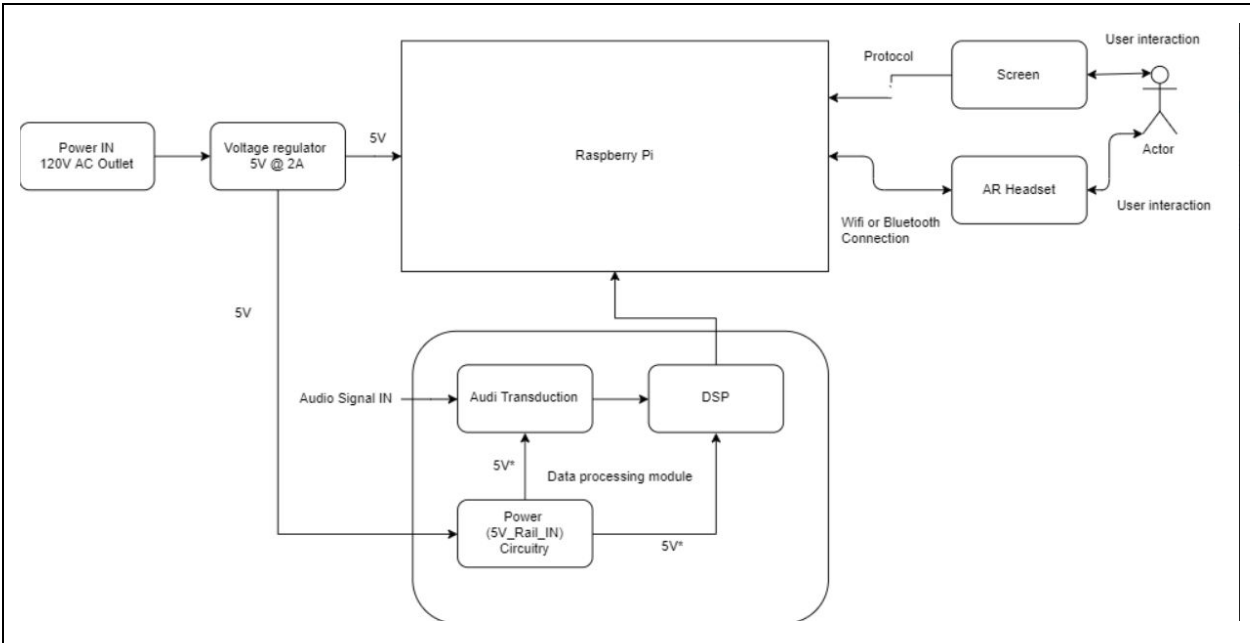 User interaction
Protocol
Screen
Power IN
120V AC Outlet
Voltage regulator
5V @ 2A
5V
Raspberry Pi
Actor
AR Headset
User interaction
Wifi or Bluetooth
Connection
5V
Audio Signal IN
Audi Transduction
DSP
5V*
Data processing module
Power
(5V_Rail_IN)
Circuitry
5V*